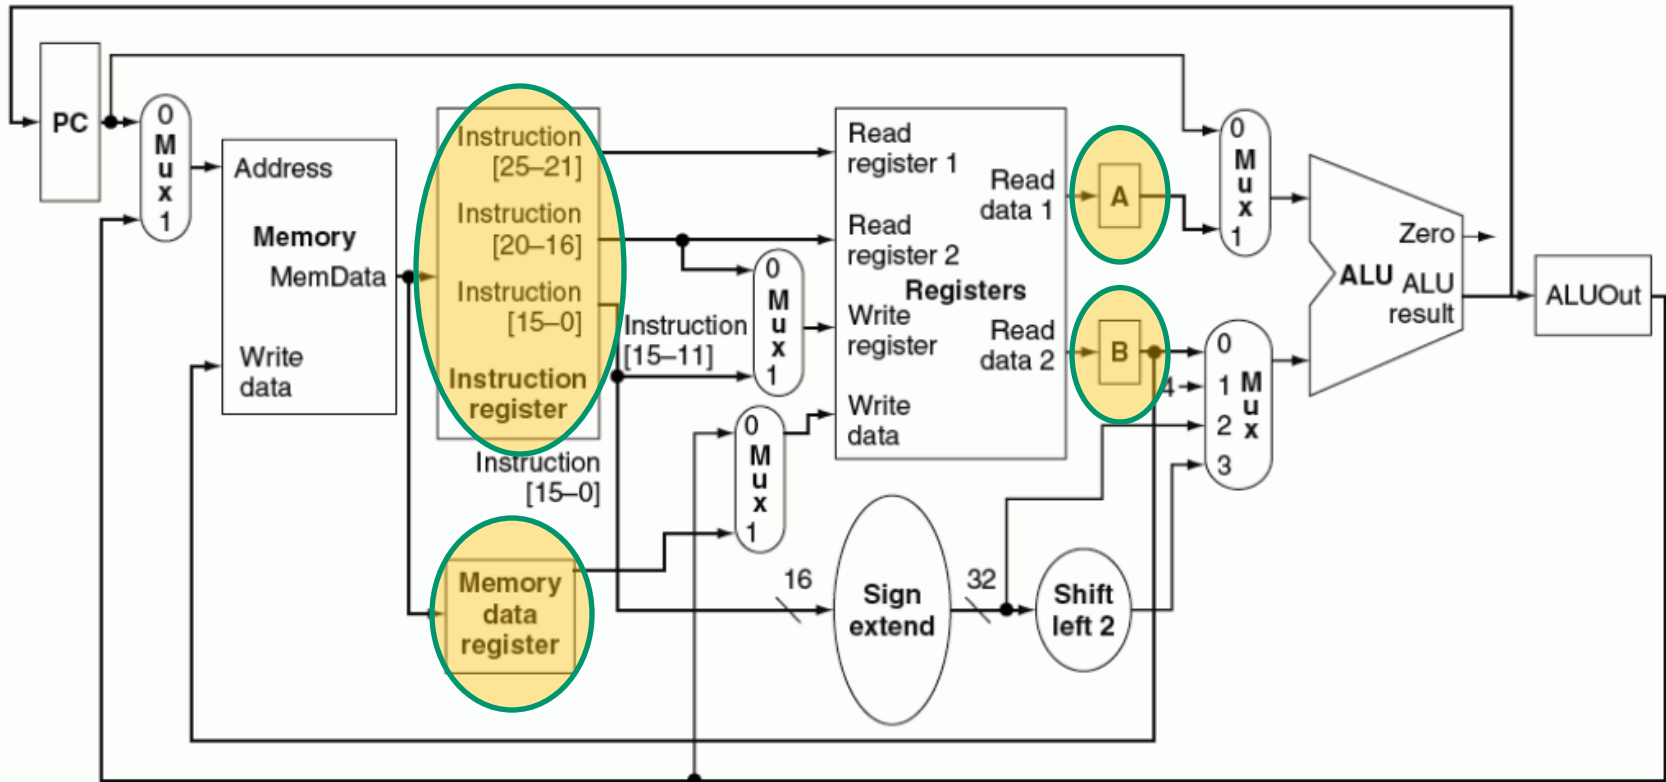 PC
0
M
u
x
1
Address
Memory
MemData
Write
data
Instruction
[25–21]
Instruction
[20–16]
Instruction
[15–0]
Instruction
register
Instruction
[15–0]
Memory
data
register
Instruction
[15–11]
0
M
u
x
1
0
M
u
x
1
Read
register 1
Read
register 2
Registers
Write
register
Write
data
Read
data 1
Read
data 2
16
Sign
extend
32
Shift
left 2
A
B
4
0
M
u
x
1
0
1
2
3
M
u
x
Zero
ALU
ALU
result
ALUOut